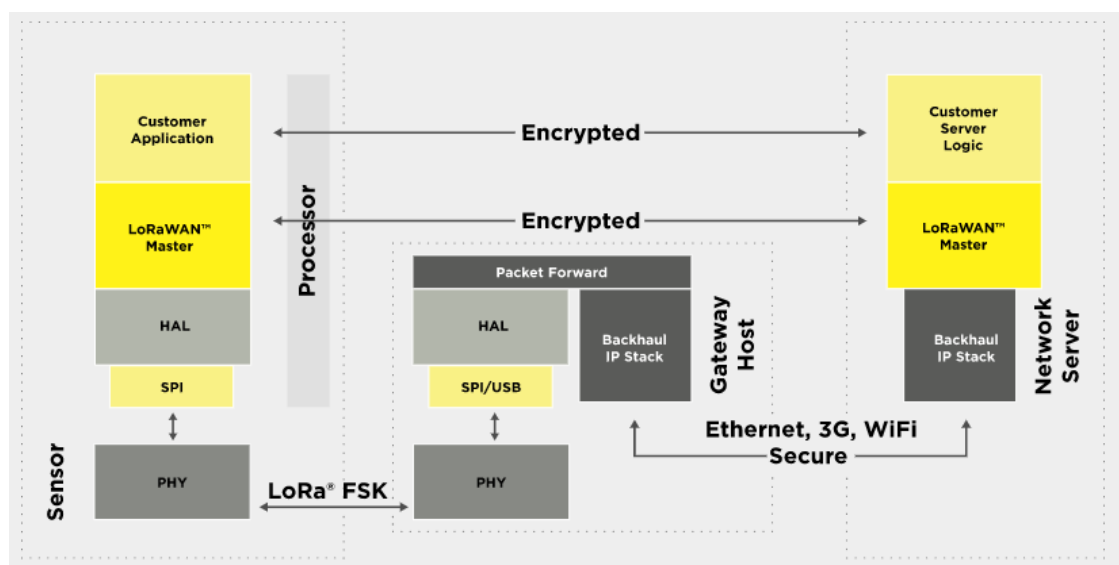 Customer
Application
LoRaWAN™
Master
HAL
SPI
PHY
Sensor
Processor
Encrypted
Encrypted
LoRa® FSK
Packet Forward
HAL
SPI/USB
PHY
Backhaul
IP Stack
Gateway
Host
Ethernet, 3G, WiFi
Secure
Customer
Server
Logic
LoRaWAN™
Master
Backhaul
IP Stack
Network
Server